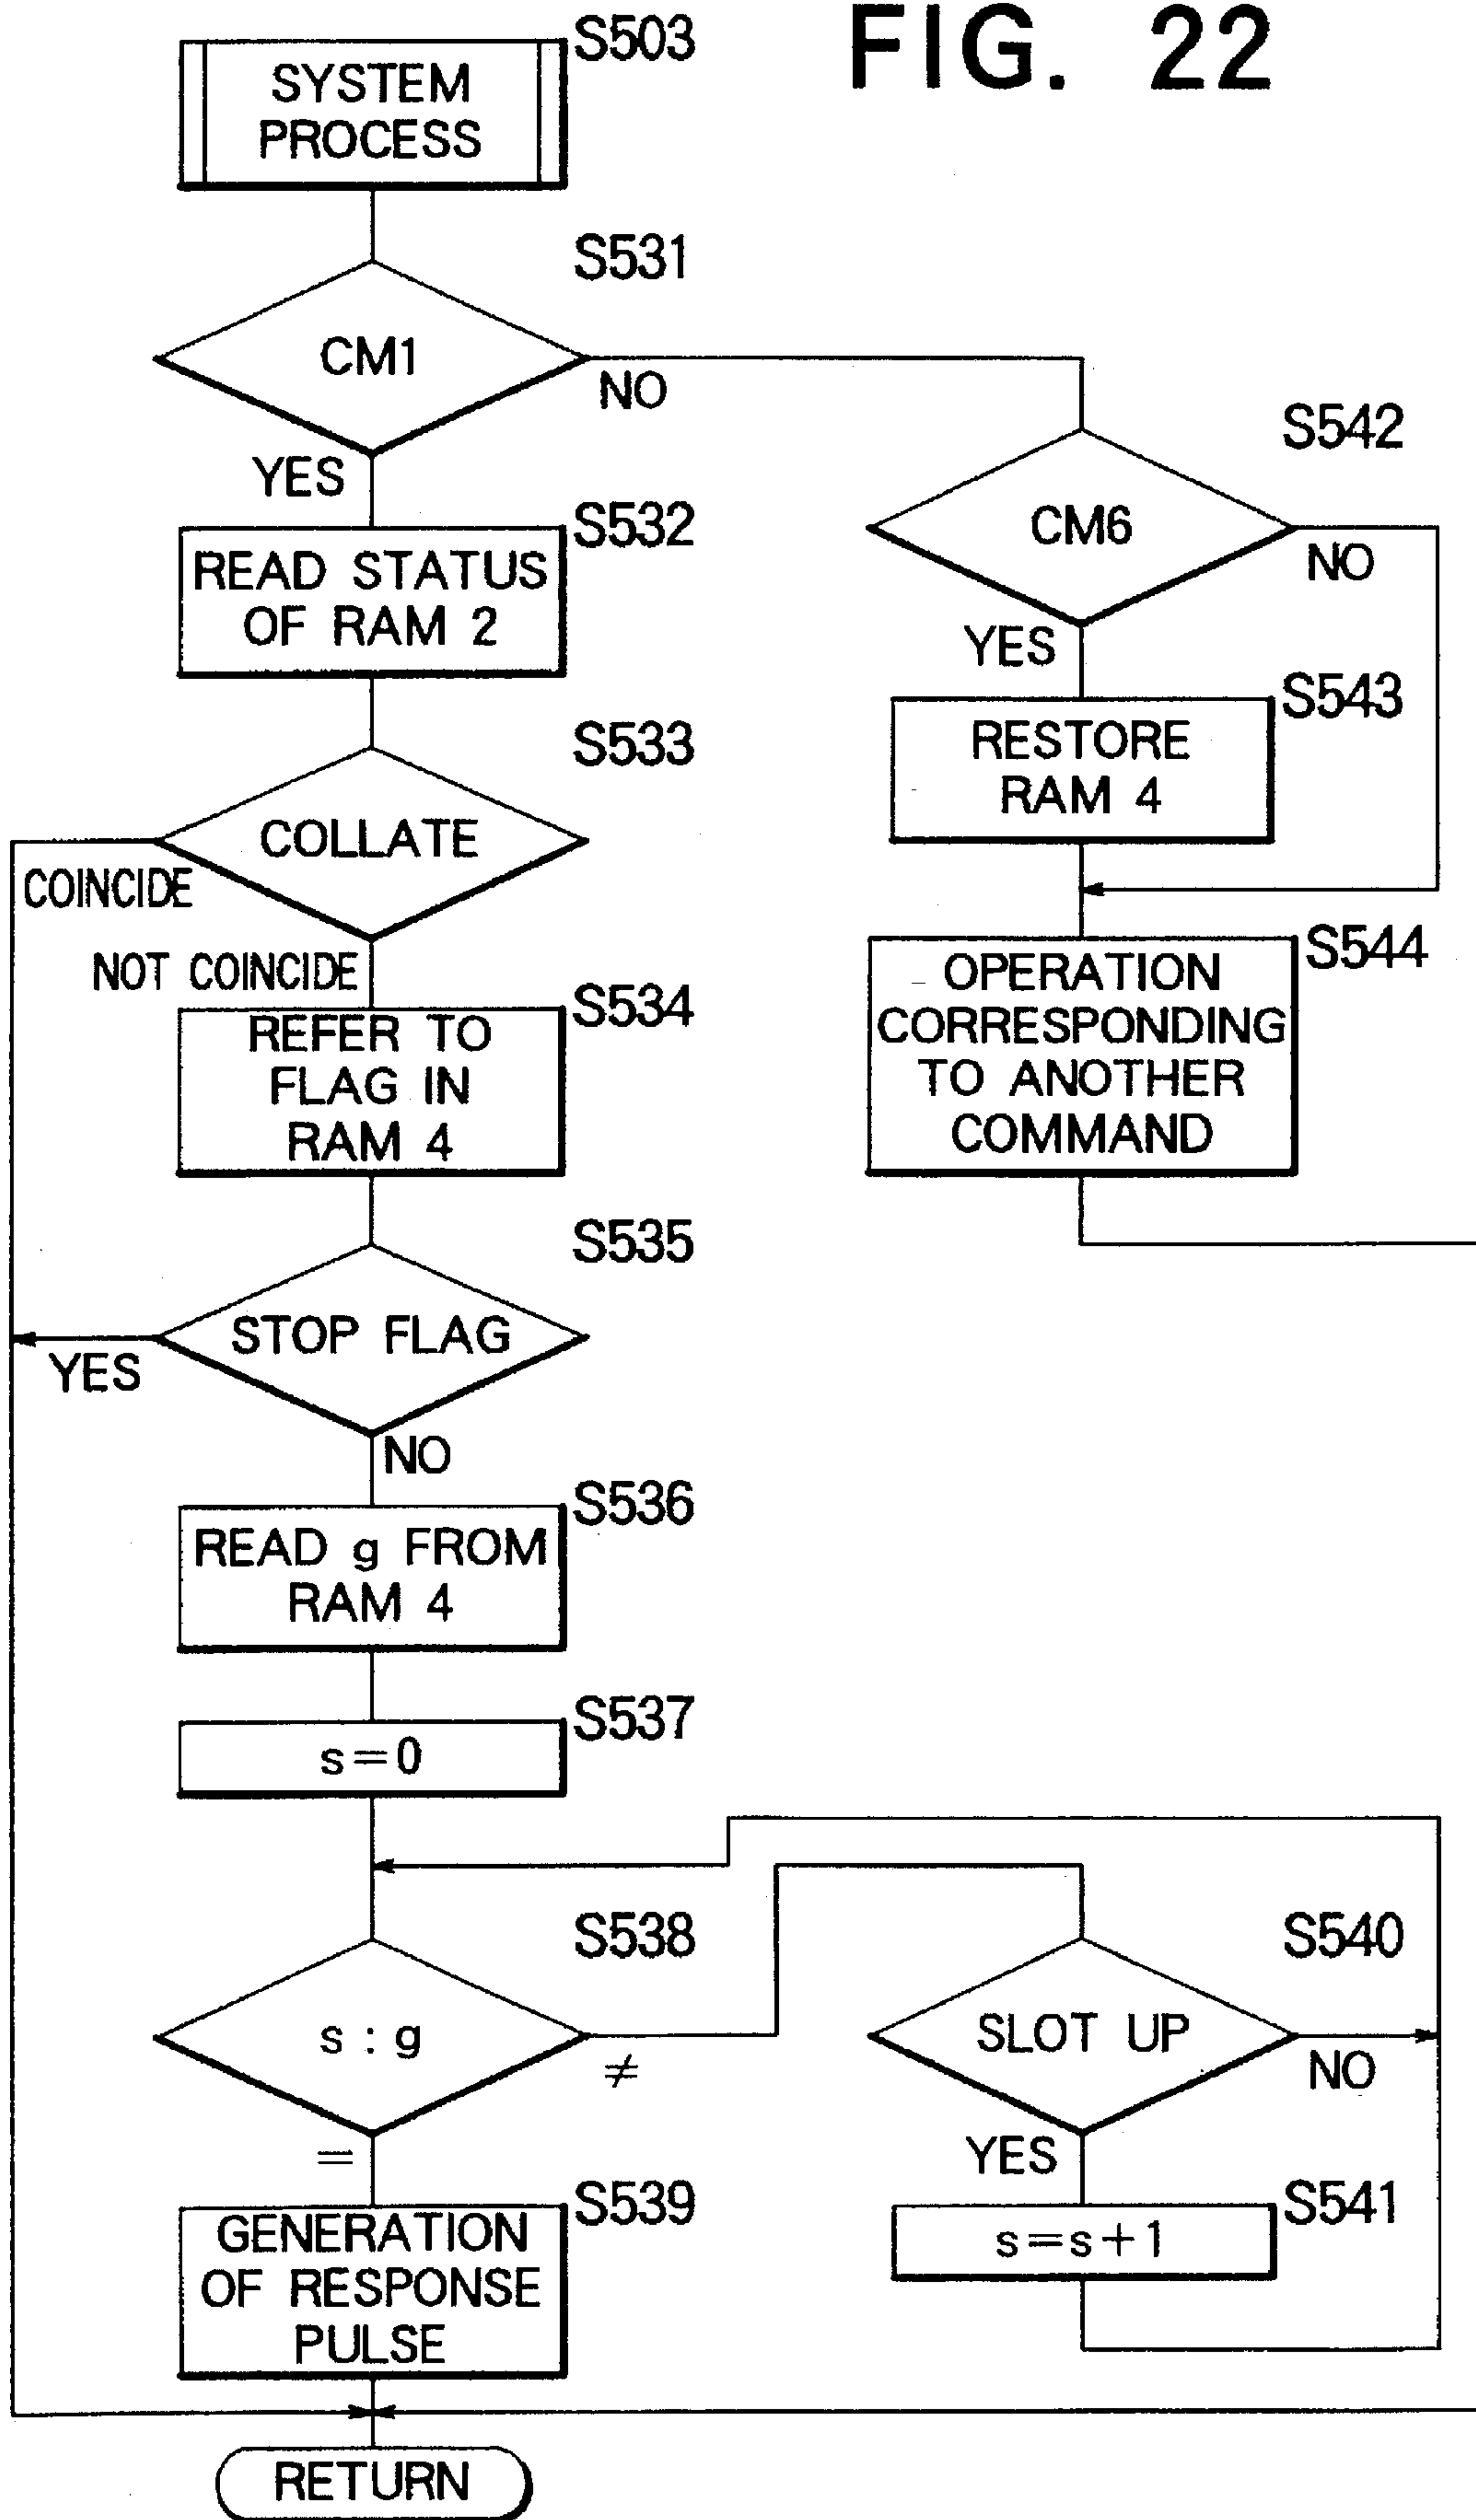 FIG. 22
S503
SYSTEM
PROCESS
S531
CM1
NO
YES
S532
READ STATUS
OF RAM 2
S533
COLLATE
COINCIDE
NOT COINCIDE
S534
REFER TO
FLAG IN
RAM 4
S535
STOP FLAG
YES
NO
S536
READ g FROM
RAM 4
S537
s=0
S538
s : g
≠
=
S539
GENERATION
OF RESPONSE
PULSE
RETURN
S542
CM6
NO
YES
S543
RESTORE
RAM 4
S544
OPERATION
CORRESPONDING
TO ANOTHER
COMMAND
S540
SLOT UP
NO
YES
S541
s=s+1